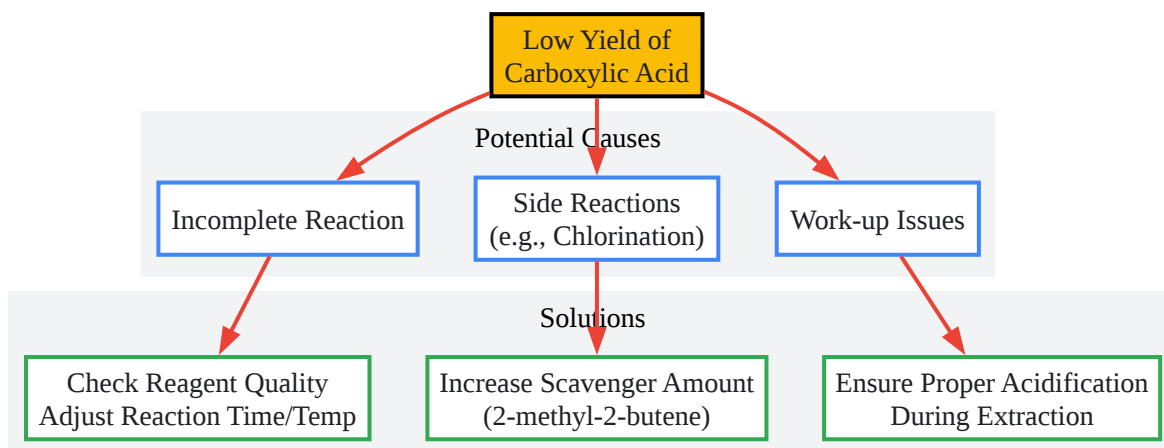 Low Yield of
Carboxylic Acid
Potential Causes
Incomplete Reaction
Side Reactions
(e.g., Chlorination)
Work-up Issues
Solutions
Check Reagent Quality
Adjust Reaction Time/Temp
Increase Scavenger Amount
(2-methyl-2-butene)
Ensure Proper Acidification
During Extraction